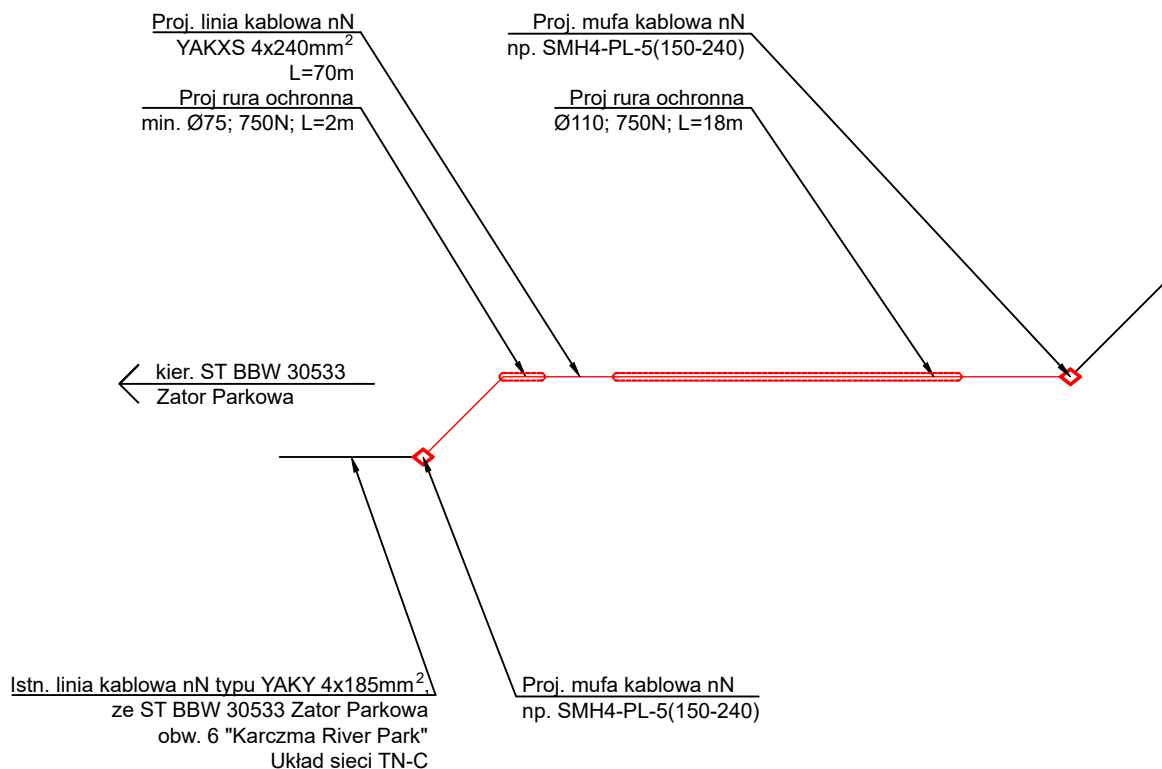 Proj. linia kablowa nN
YAKXS 4x240mm²
L=70m
Proj rura ochronna
min. Ø75; 750N; L=2m
Proj. mufa kablowa nN
np. SMH4-PL-5(150-240)
Proj rura ochronna
Ø110; 750N; L=18m
kier. ST BBW 30533
Zator Parkowa
Istn. linia kablowa nN typu YAKY 4x185mm²,
ze ST BBW 30533 Zator Parkowa
obw. 6 "Karczma River Park"
Układ sieci TN-C
Proj. mufa kablowa nN
np. SMH4-PL-5(150-240)